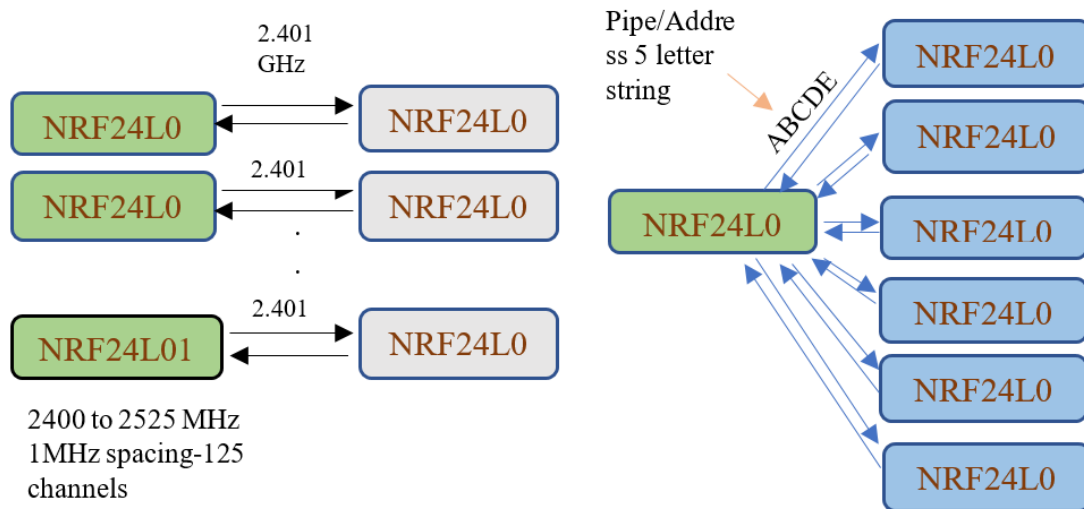 2.401
GHz
NRF24L0
NRF24L0
2.401
NRF24L0
NRF24L0
.
.
2.401
NRF24L01
NRF24L0
2400 to 2525 MHz
1MHz spacing-125
channels
Pipe/Addre
ss 5 letter
string
ABCDE
NRF24L0
NRF24L0
NRF24L0
NRF24L0
NRF24L0
NRF24L0
NRF24L0